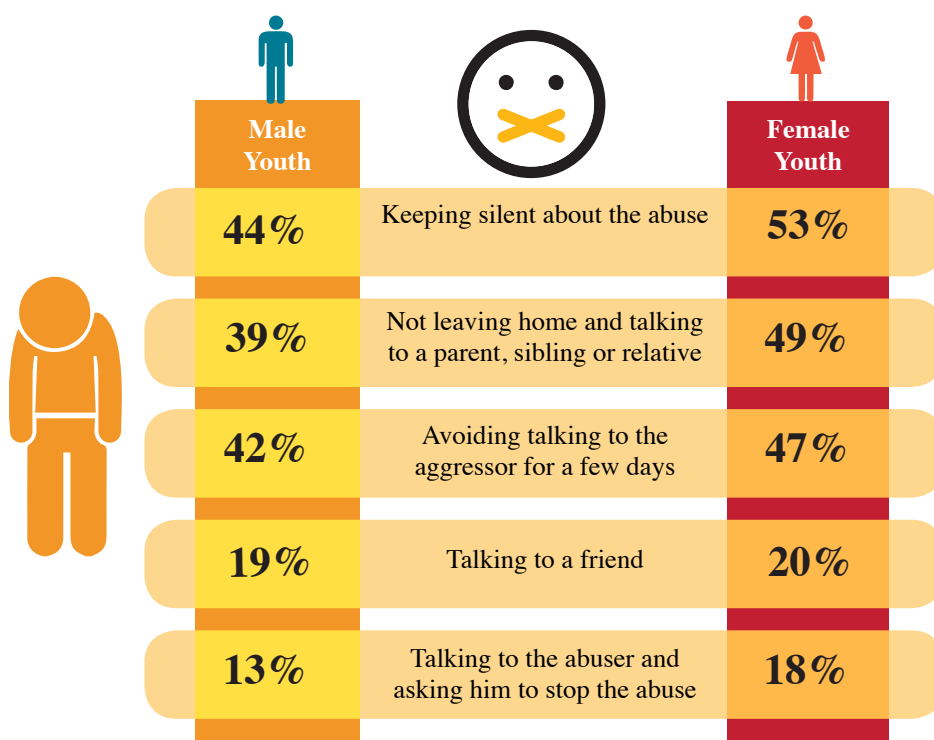 Male
Youth
Female
Youth
44%
Keeping silent about the abuse
53%
39%
Not leaving home and talking
to a parent, sibling or relative
49%
42%
Avoiding talking to the
aggressor for a few days
47%
19%
Talking to a friend
20%
13%
Talking to the abuser and
asking him to stop the abuse
18%